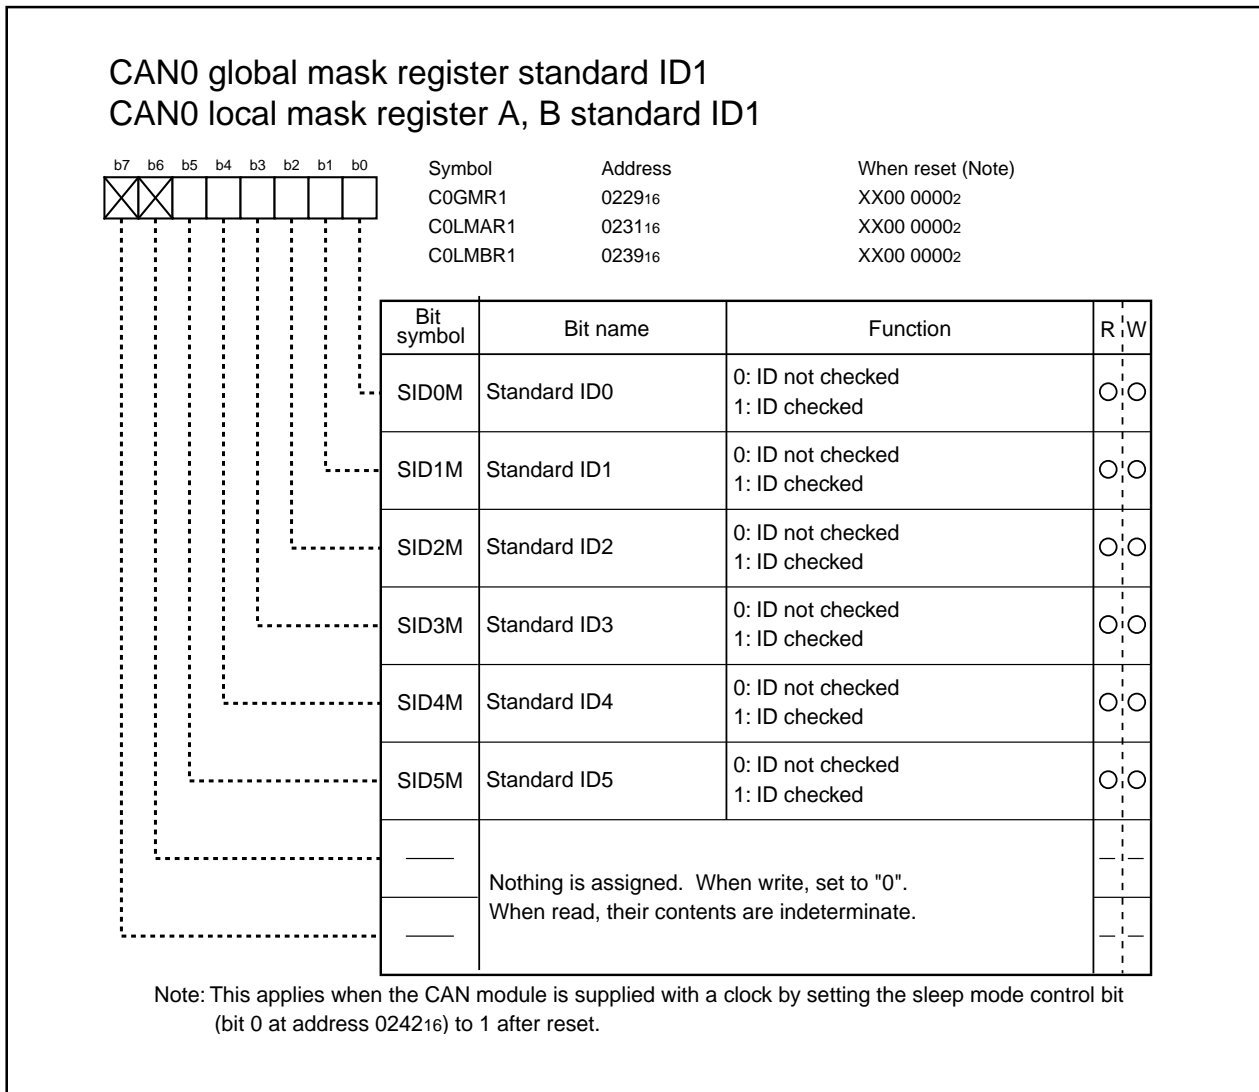 CAN0 global mask register standard ID1
CAN0 local mask register A, B standard ID1
b7 b6 b5 b4 b3 b2 b1 b0
Symbol Address When reset (Note)
C0GMR1 022916 XX00 00002
C0LMAR1 023116 XX00 00002
C0LMBR1 023916 XX00 00002
Bit symbol Bit name Function R W
SID0M Standard ID0 0: ID not checked
1: ID checked
SID1M Standard ID1 0: ID not checked
1: ID checked
SID2M Standard ID2 0: ID not checked
1: ID checked
SID3M Standard ID3 0: ID not checked
1: ID checked
SID4M Standard ID4 0: ID not checked
1: ID checked
SID5M Standard ID5 0: ID not checked
1: ID checked
Nothing is assigned. When write, set to "0".
When read, their contents are indeterminate.
Note: This applies when the CAN module is supplied with a clock by setting the sleep mode control bit
(bit 0 at address 024216) to 1 after reset.